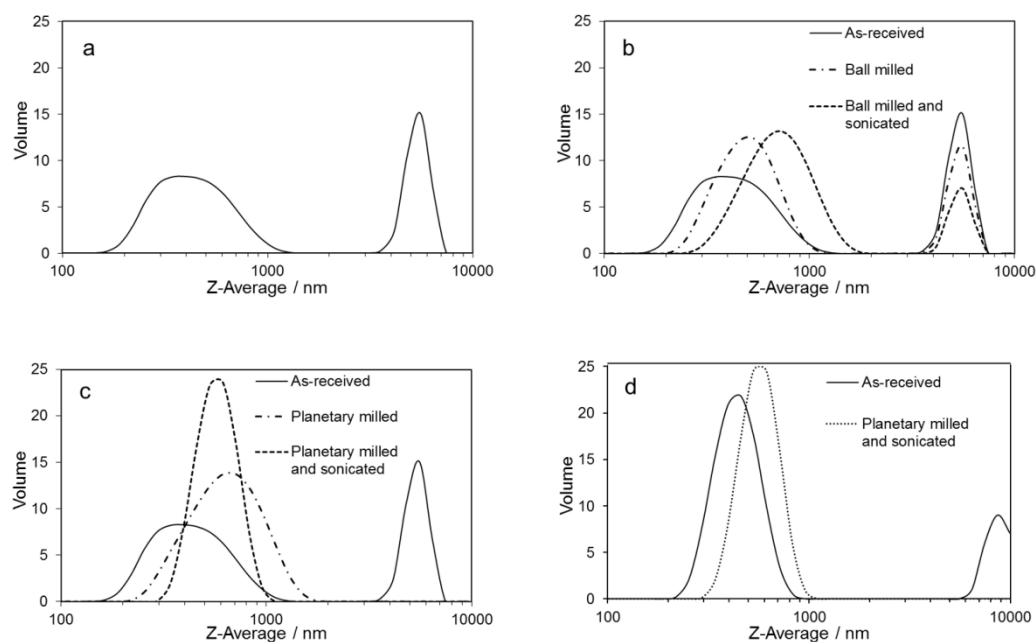 a
25
20
15
10
5
0
Volume
100
1000
10000
Z-Average / nm
b
25
20
15
10
5
0
Volume
As-received
Ball milled
Ball milled and
sonicated
100
1000
10000
Z-Average / nm
c
25
20
15
10
5
0
Volume
As-received
Planetary milled
Planetary milled
and sonicated
100
1000
10000
Z-Average / nm
d
25
20
15
10
5
0
Volume
As-received
Planetary milled
and sonicated
100
1000
10000
Z-Average / nm